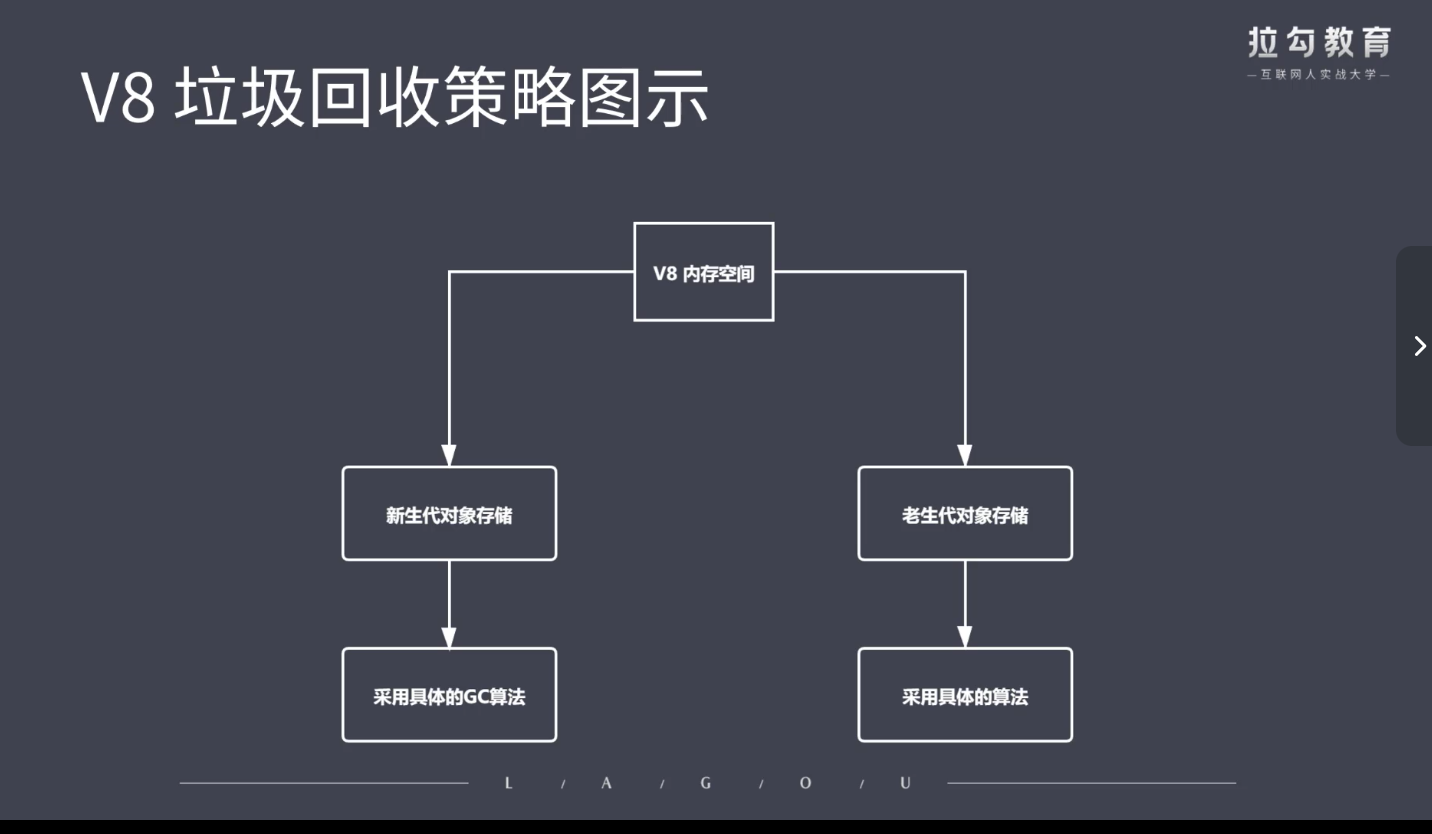 拉勾教育
—互联网人实战大学—
V8 垃圾回收策略图示
V8 内存空间
新生代对象存储
老生代对象存储
采用具体的GC算法
采用具体的算法
L / A / G / O / U